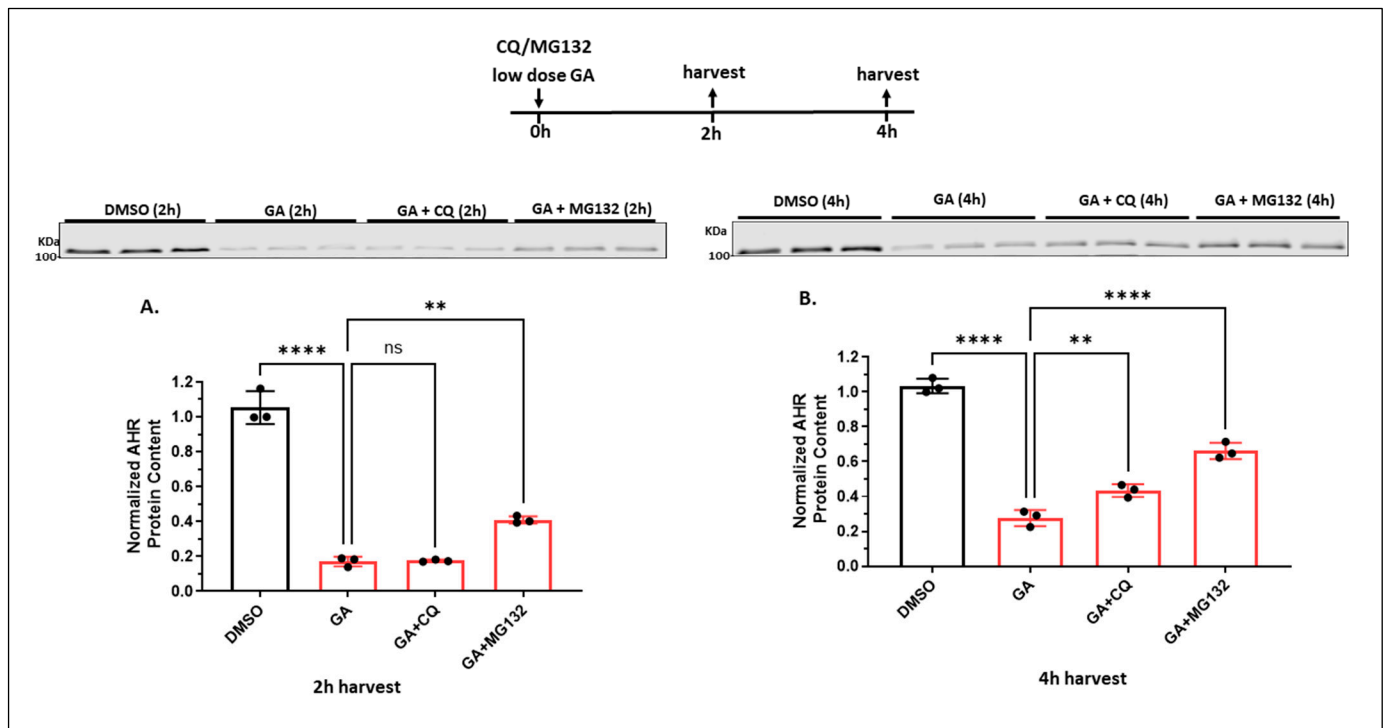 CQ/MG132
low dose GA
harvest
harvest
0h
2h
4h
DMSO (2h)
GA (2h)
GA + CQ (2h)
GA + MG132 (2h)
KDa
100
DMSO (4h)
GA (4h)
GA + CQ (4h)
GA + MG132 (4h)
KDa
100
A.
**
****
ns
Normalized AHR
Protein Content
1.2
1.0
0.8
0.6
0.4
0.2
0.0
DMSO
GA
GA+CQ
GA+MG132
2h harvest
B.
****
****
**
Normalized AHR
Protein Content
1.2
1.0
0.8
0.6
0.4
0.2
0.0
DMSO
GA
GA+CQ
GA+MG132
4h harvest